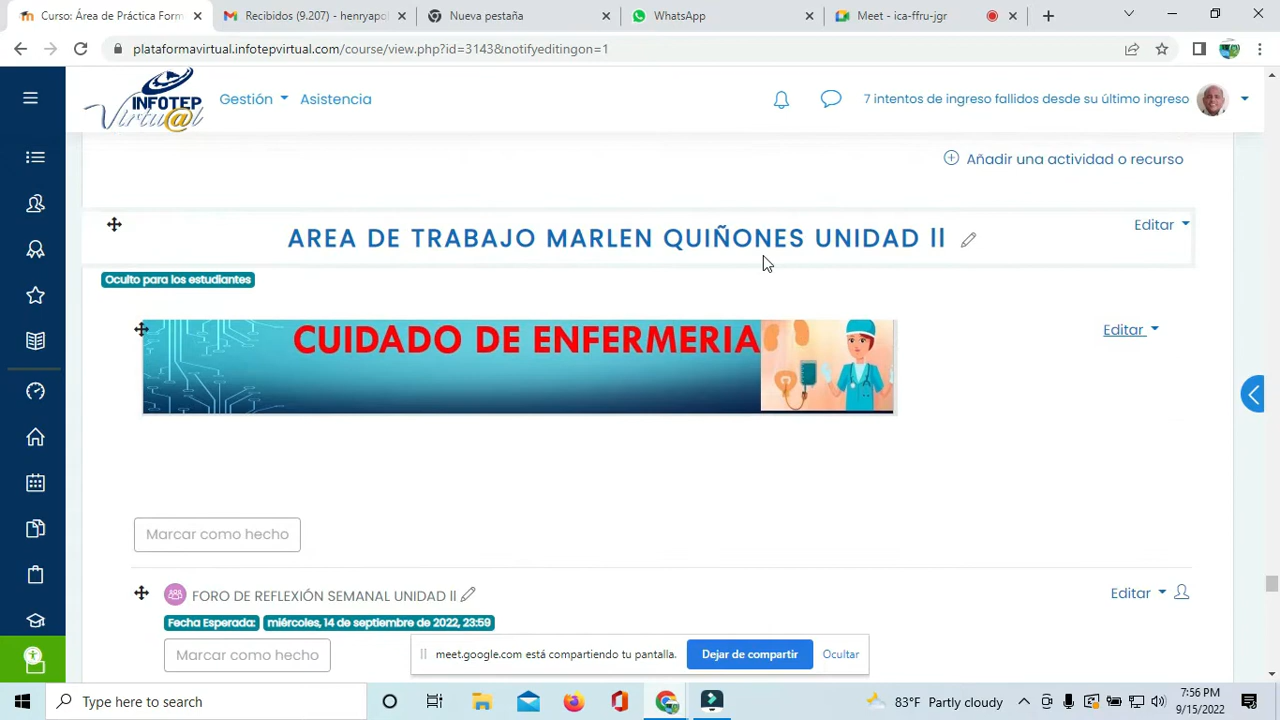 Curso: Área de Práctica Form
Recibidos (9.207) - henryapol
Nueva pestaña
WhatsApp
Meet - ica-ffru-jgr
plataformavirtual.infotepvirtual.com/course/view.php?id=3143&notifyeditingon=1
INFOTEP
Virtu@l
Gestión
Asistencia
7 intentos de ingreso fallidos desde su último ingreso
Añadir una actividad o recurso
AREA DE TRABAJO MARLEN QUIÑONES UNIDAD ll
Editar
Oculto para los estudiantes
CUIDADO DE ENFERMERIA
Editar
Marcar como hecho
FORO DE REFLEXIÓN SEMANAL UNIDAD II
Editar
Fecha Esperada: miércoles, 14 de septiembre de 2022, 23:59
Marcar como hecho
meet.google.com está compartiendo tu pantalla.
Dejar de compartir
Ocultar
Type here to search
83°F Partly cloudy
7:56 PM
9/15/2022